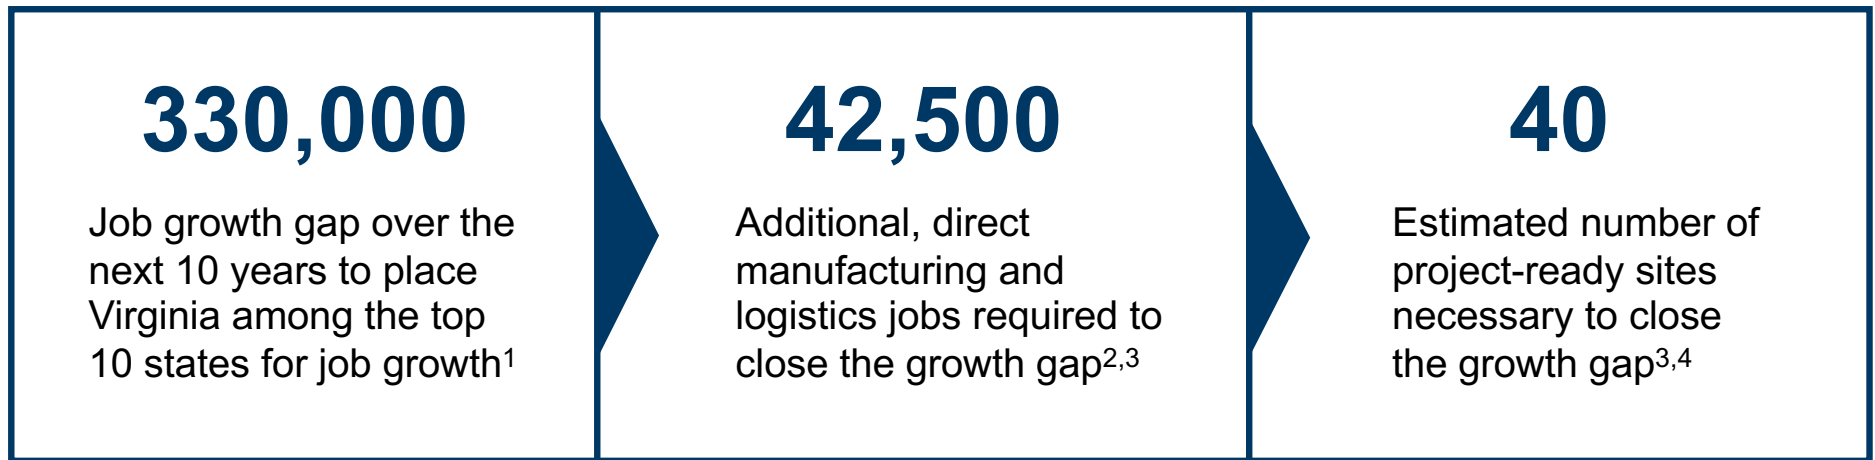 330,000
Job growth gap over the
next 10 years to place
Virginia among the top
10 states for job growth1
42,500
Additional, direct
manufacturing and
logistics jobs required to
close the growth gap2,3
40
Estimated number of
project-ready sites
necessary to close
the growth gap3,4